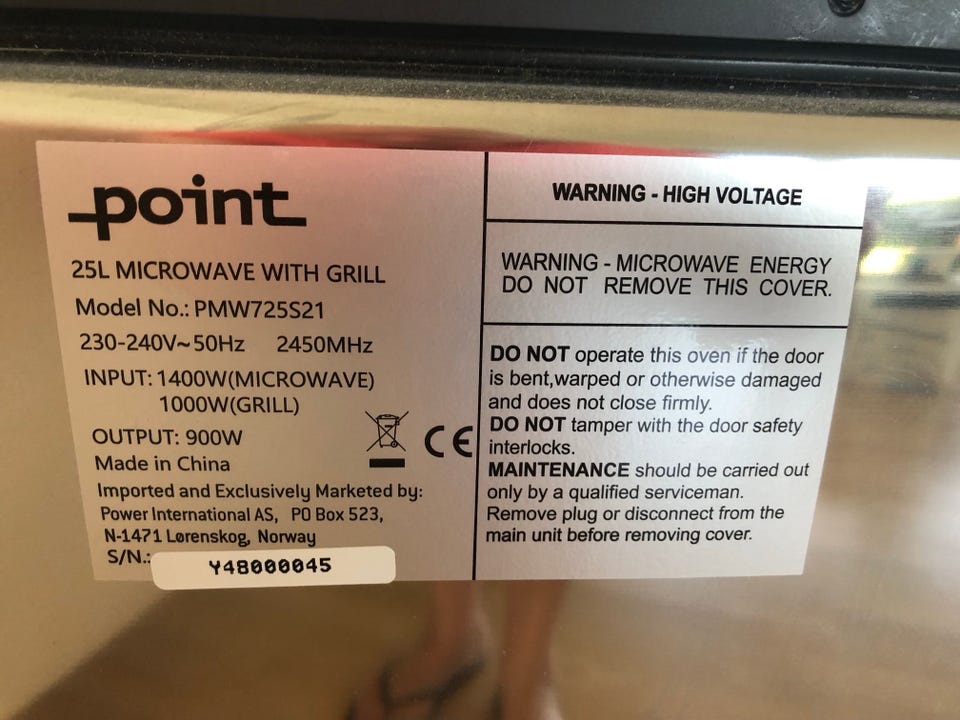 point
25L MICROWAVE WITH GRILL
Model No.: PMW725S21
230-240V~50Hz 2450MHz
INPUT: 1400W(MICROWAVE)
1000W(GRILL)
OUTPUT: 900W
Made in China
CE
Imported and Exclusively Marketed by:
Power International AS, PO Box 523,
N-1471 Lørenskog, Norway
S/N.:
Y48000045
WARNING - HIGH VOLTAGE
WARNING - MICROWAVE ENERGY
DO NOT REMOVE THIS COVER.
DO NOT operate this oven if the door
is bent,warped or otherwise damaged
and does not close firmly.
DO NOT tamper with the door safety
interlocks.
MAINTENANCE should be carried out
only by a qualified serviceman.
Remove plug or disconnect from the
main unit before removing cover.